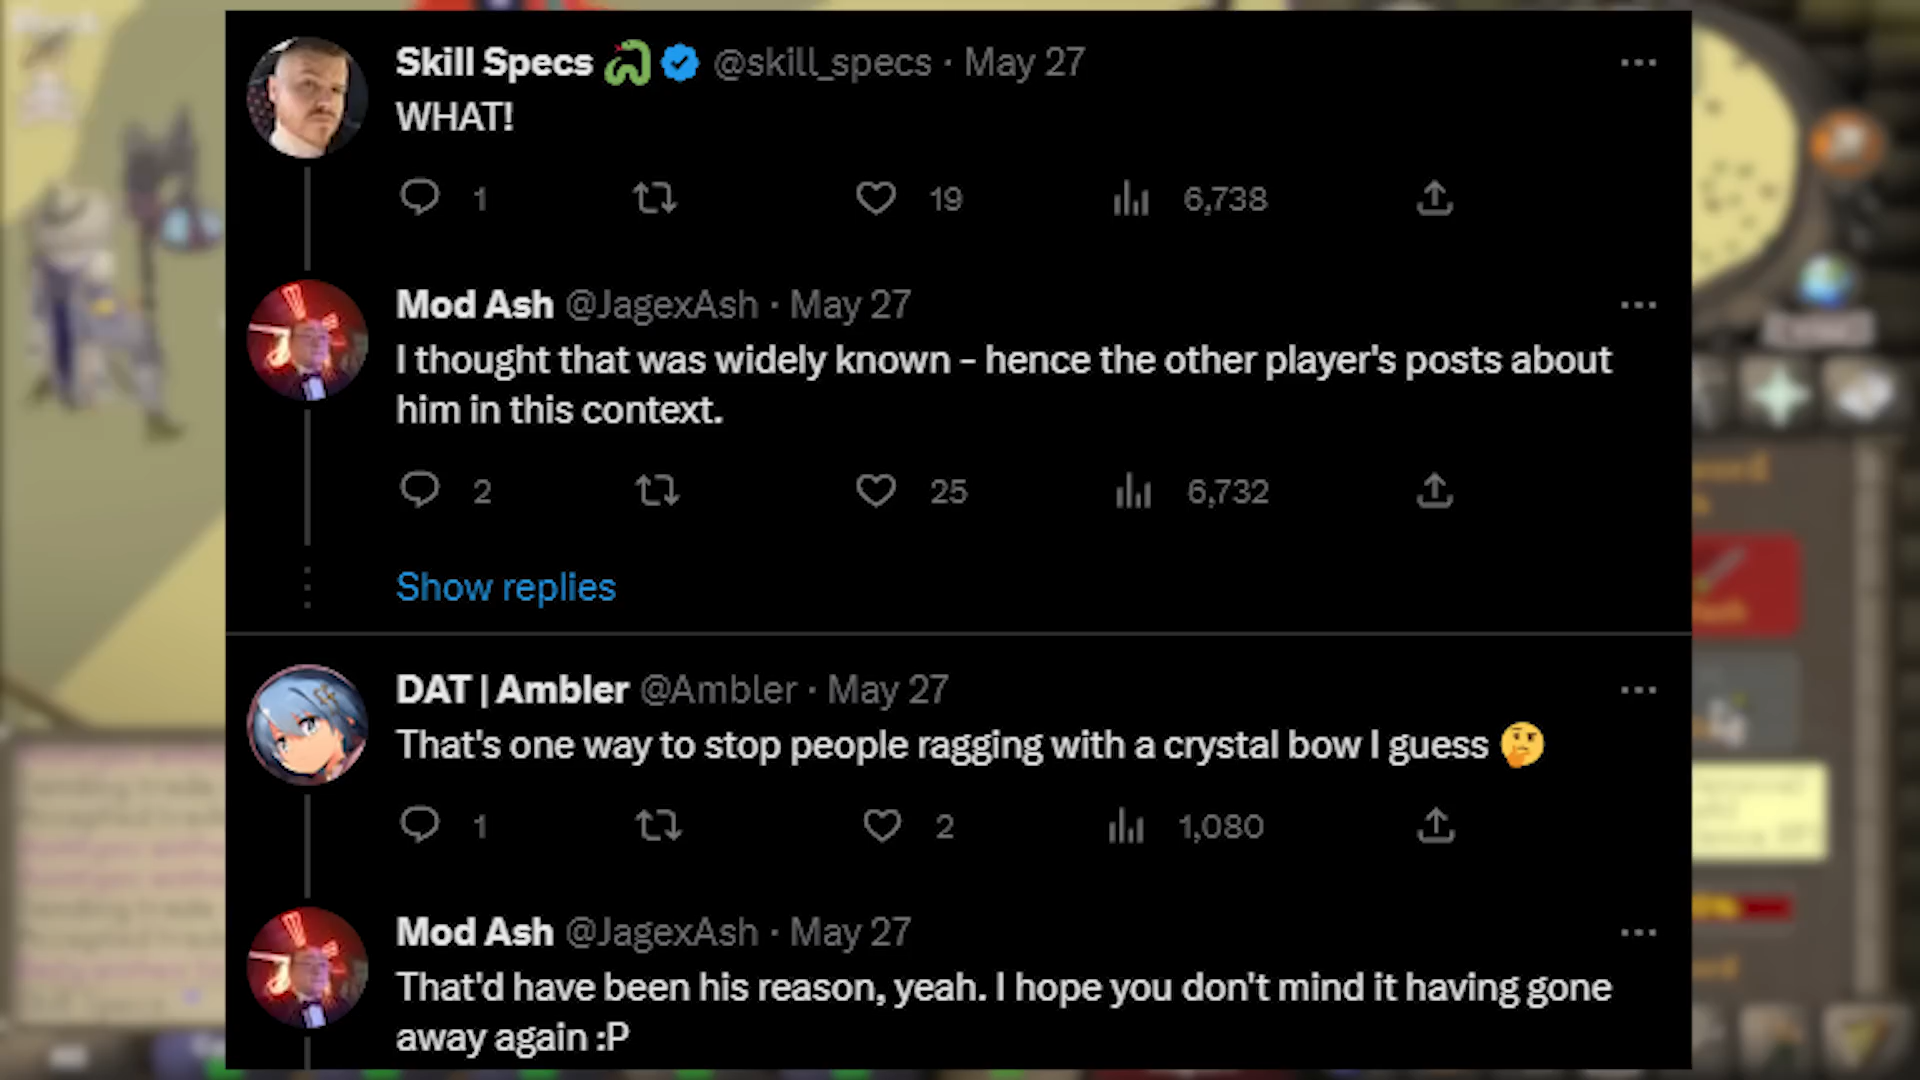 Skill Specs @skill_specs · May 27
WHAT!
1 19 6,738
Mod Ash @JagexAsh · May 27
I thought that was widely known – hence the other player's posts about
him in this context.
2 25 6,732
Show replies
DAT | Ambler @Ambler · May 27
That's one way to stop people ragging with a crystal bow I guess 🤔
1 2 1,080
Mod Ash @JagexAsh · May 27
That'd have been his reason, yeah. I hope you don't mind it having gone
away again :P